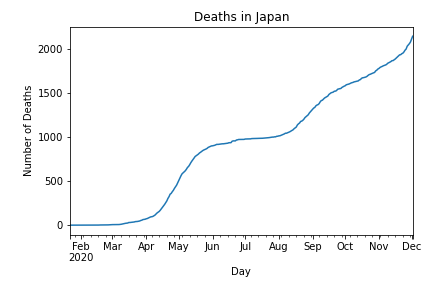 Deaths in Japan
Number of Deaths
2000
1500
1000
500
0
Feb Mar Apr May Jun Jul Aug Sep Oct Nov Dec
2020
Day